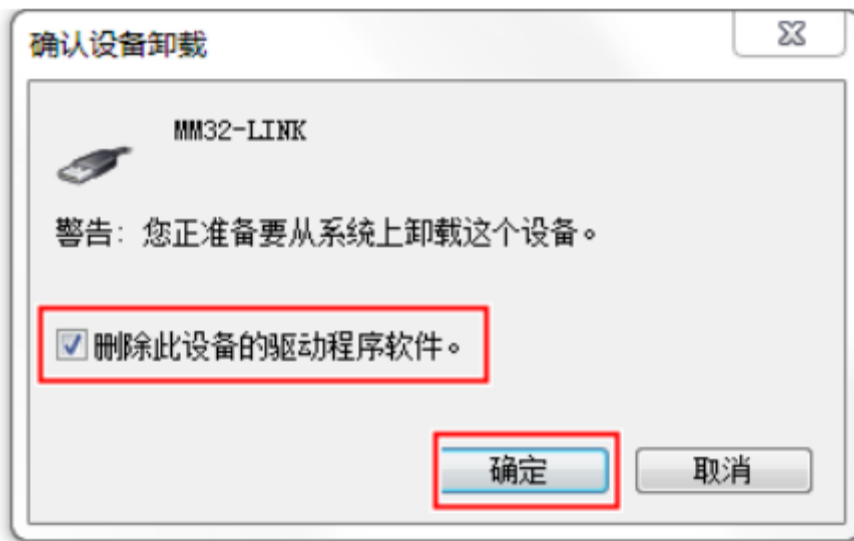 确认设备卸载
MM32-LINK
警告：您正准备要从系统上卸载这个设备。
删除此设备的驱动程序软件。
确定
取消